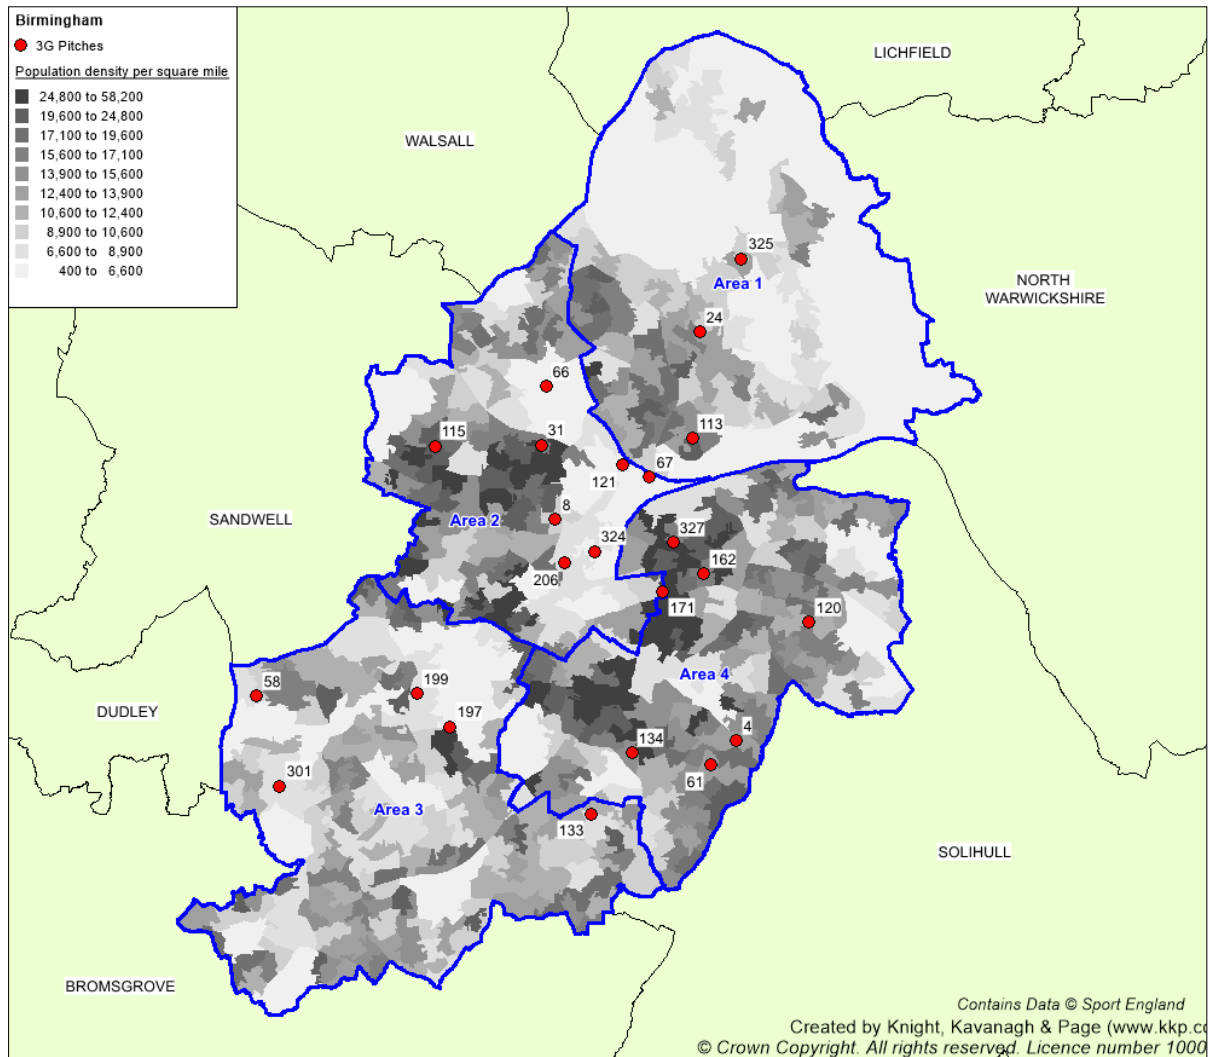 Birmingham
3G Pitches
Population density per square mile
24,800 to 58,200
19,600 to 24,800
17,100 to 19,600
15,600 to 17,100
13,900 to 15,600
12,400 to 13,900
10,600 to 12,400
8,900 to 10,600
6,600 to 8,900
400 to 6,600
LICHFIELD
WALSALL
325
Area 1
NORTH
WARWICKSHIRE
24
66
31
115
113
67
121
8
Area 2
SANDWELL
324
327
162
206
171
120
Area 4
199
58
DUDLEY
197
4
134
61
301
Area 3
133
SOLIHULL
BROMSGROVE
Contains Data © Sport England
Created by Knight, Kavanagh & Page (www.kkp.co
© Crown Copyright. All rights reserved. Licence number 1000